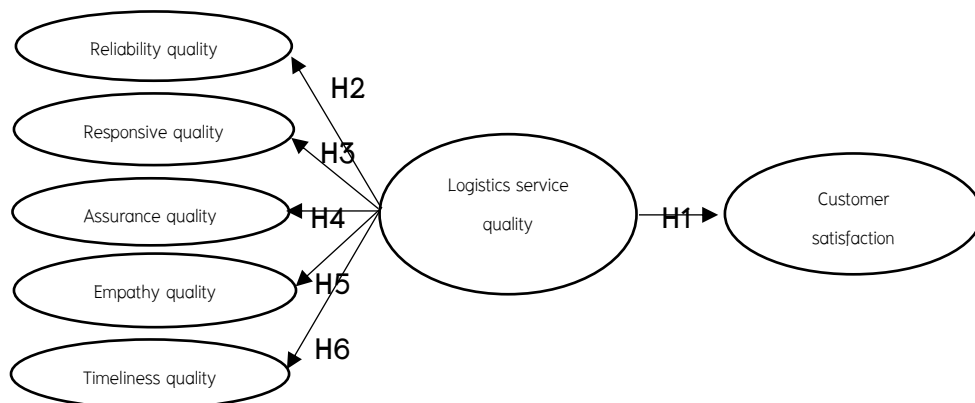 Reliability quality
H2
Responsive quality
H3
Assurance quality
H4
Empathy quality
H5
Timeliness quality
H6
Logistics service
quality
H1
Customer
satisfaction